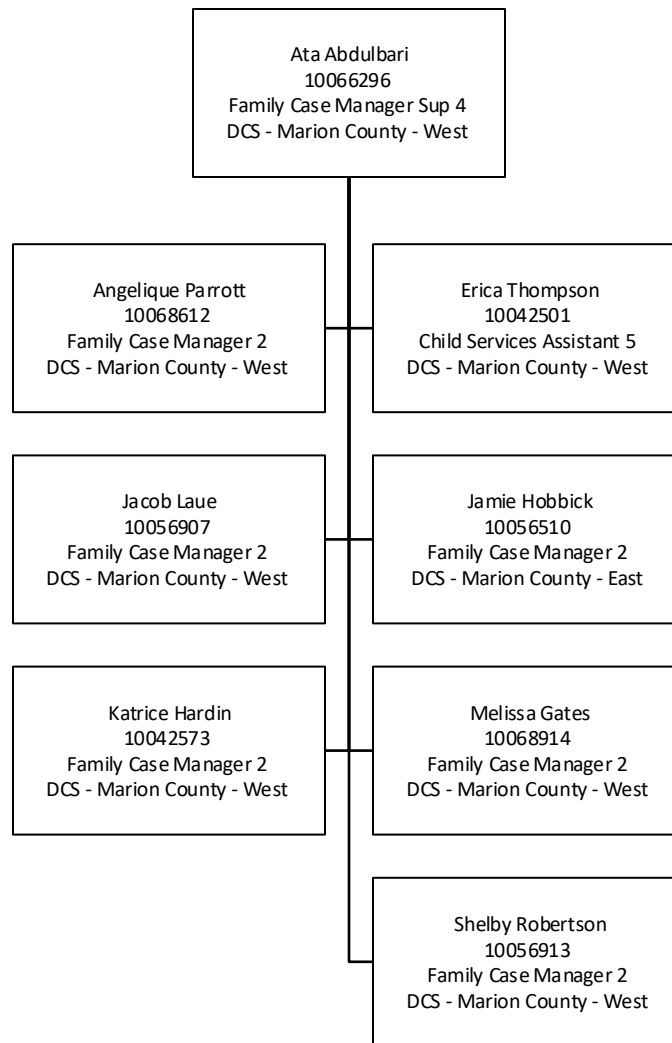 Ata Abdulbari
10066296
Family Case Manager Sup 4
DCS - Marion County - West
Angelique Parrott
10068612
Family Case Manager 2
DCS - Marion County - West
Erica Thompson
10042501
Child Services Assistant 5
DCS - Marion County - West
Jacob Laue
10056907
Family Case Manager 2
DCS - Marion County - West
Jamie Hobbick
10056510
Family Case Manager 2
DCS - Marion County - East
Katrice Hardin
10042573
Family Case Manager 2
DCS - Marion County - West
Melissa Gates
10068914
Family Case Manager 2
DCS - Marion County - West
Shelby Robertson
10056913
Family Case Manager 2
DCS - Marion County - West